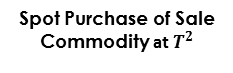 Spot Purchase of Sale
Commodity at T²